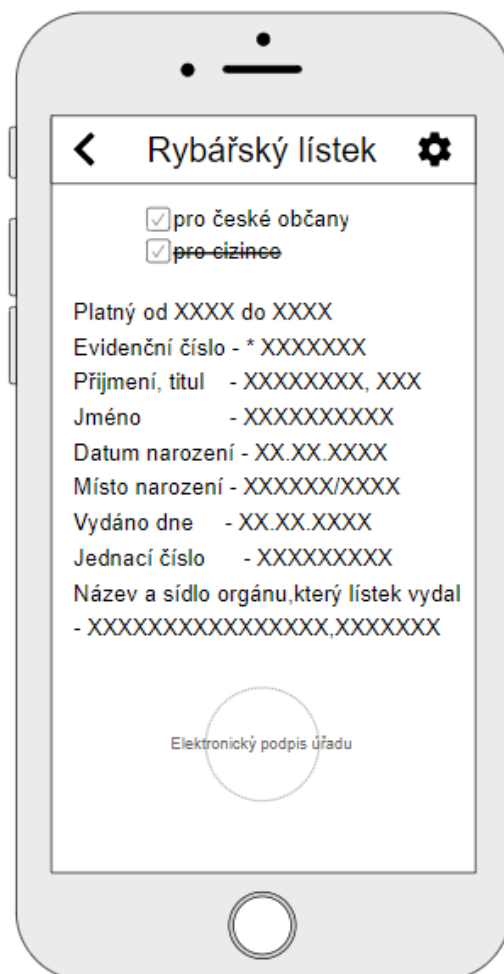 Rybářský lístek
pro české občany
pro cizince
Platný od XXXX do XXXX
Evidenční číslo - * XXXXXXX
Přijmení, titul - XXXXXXXX, XXX
Jméno - XXXXXXXXXX
Datum narození - XX.XX.XXXX
Místo narození - XXXXXX/XXXX
Vydáno dne - XX.XX.XXXX
Jednací číslo - XXXXXXXXX
Název a sídlo orgánu,který lístek vydal
- XXXXXXXXXXXXXXXX,XXXXXXX
Elektronický podpis úřadu